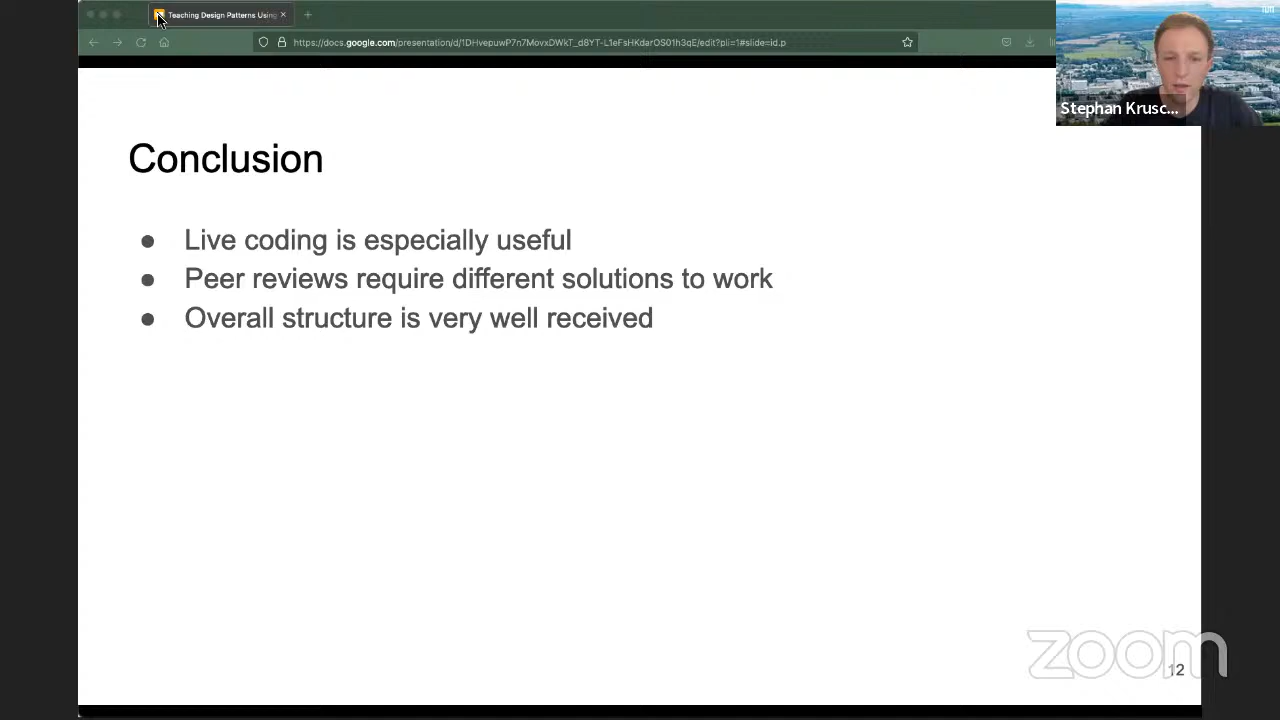 Teaching Design Patterns Using
https://docs.google.com/presentation/d/1DHvepuwP7n7MovxDWkT_d8YT-L1eFsHKdarOS01h3qE/edit?pli=1#slide=id.p
Stephan Krusc...
Conclusion
● Live coding is especially useful
● Peer reviews require different solutions to work
● Overall structure is very well received
zoom
12